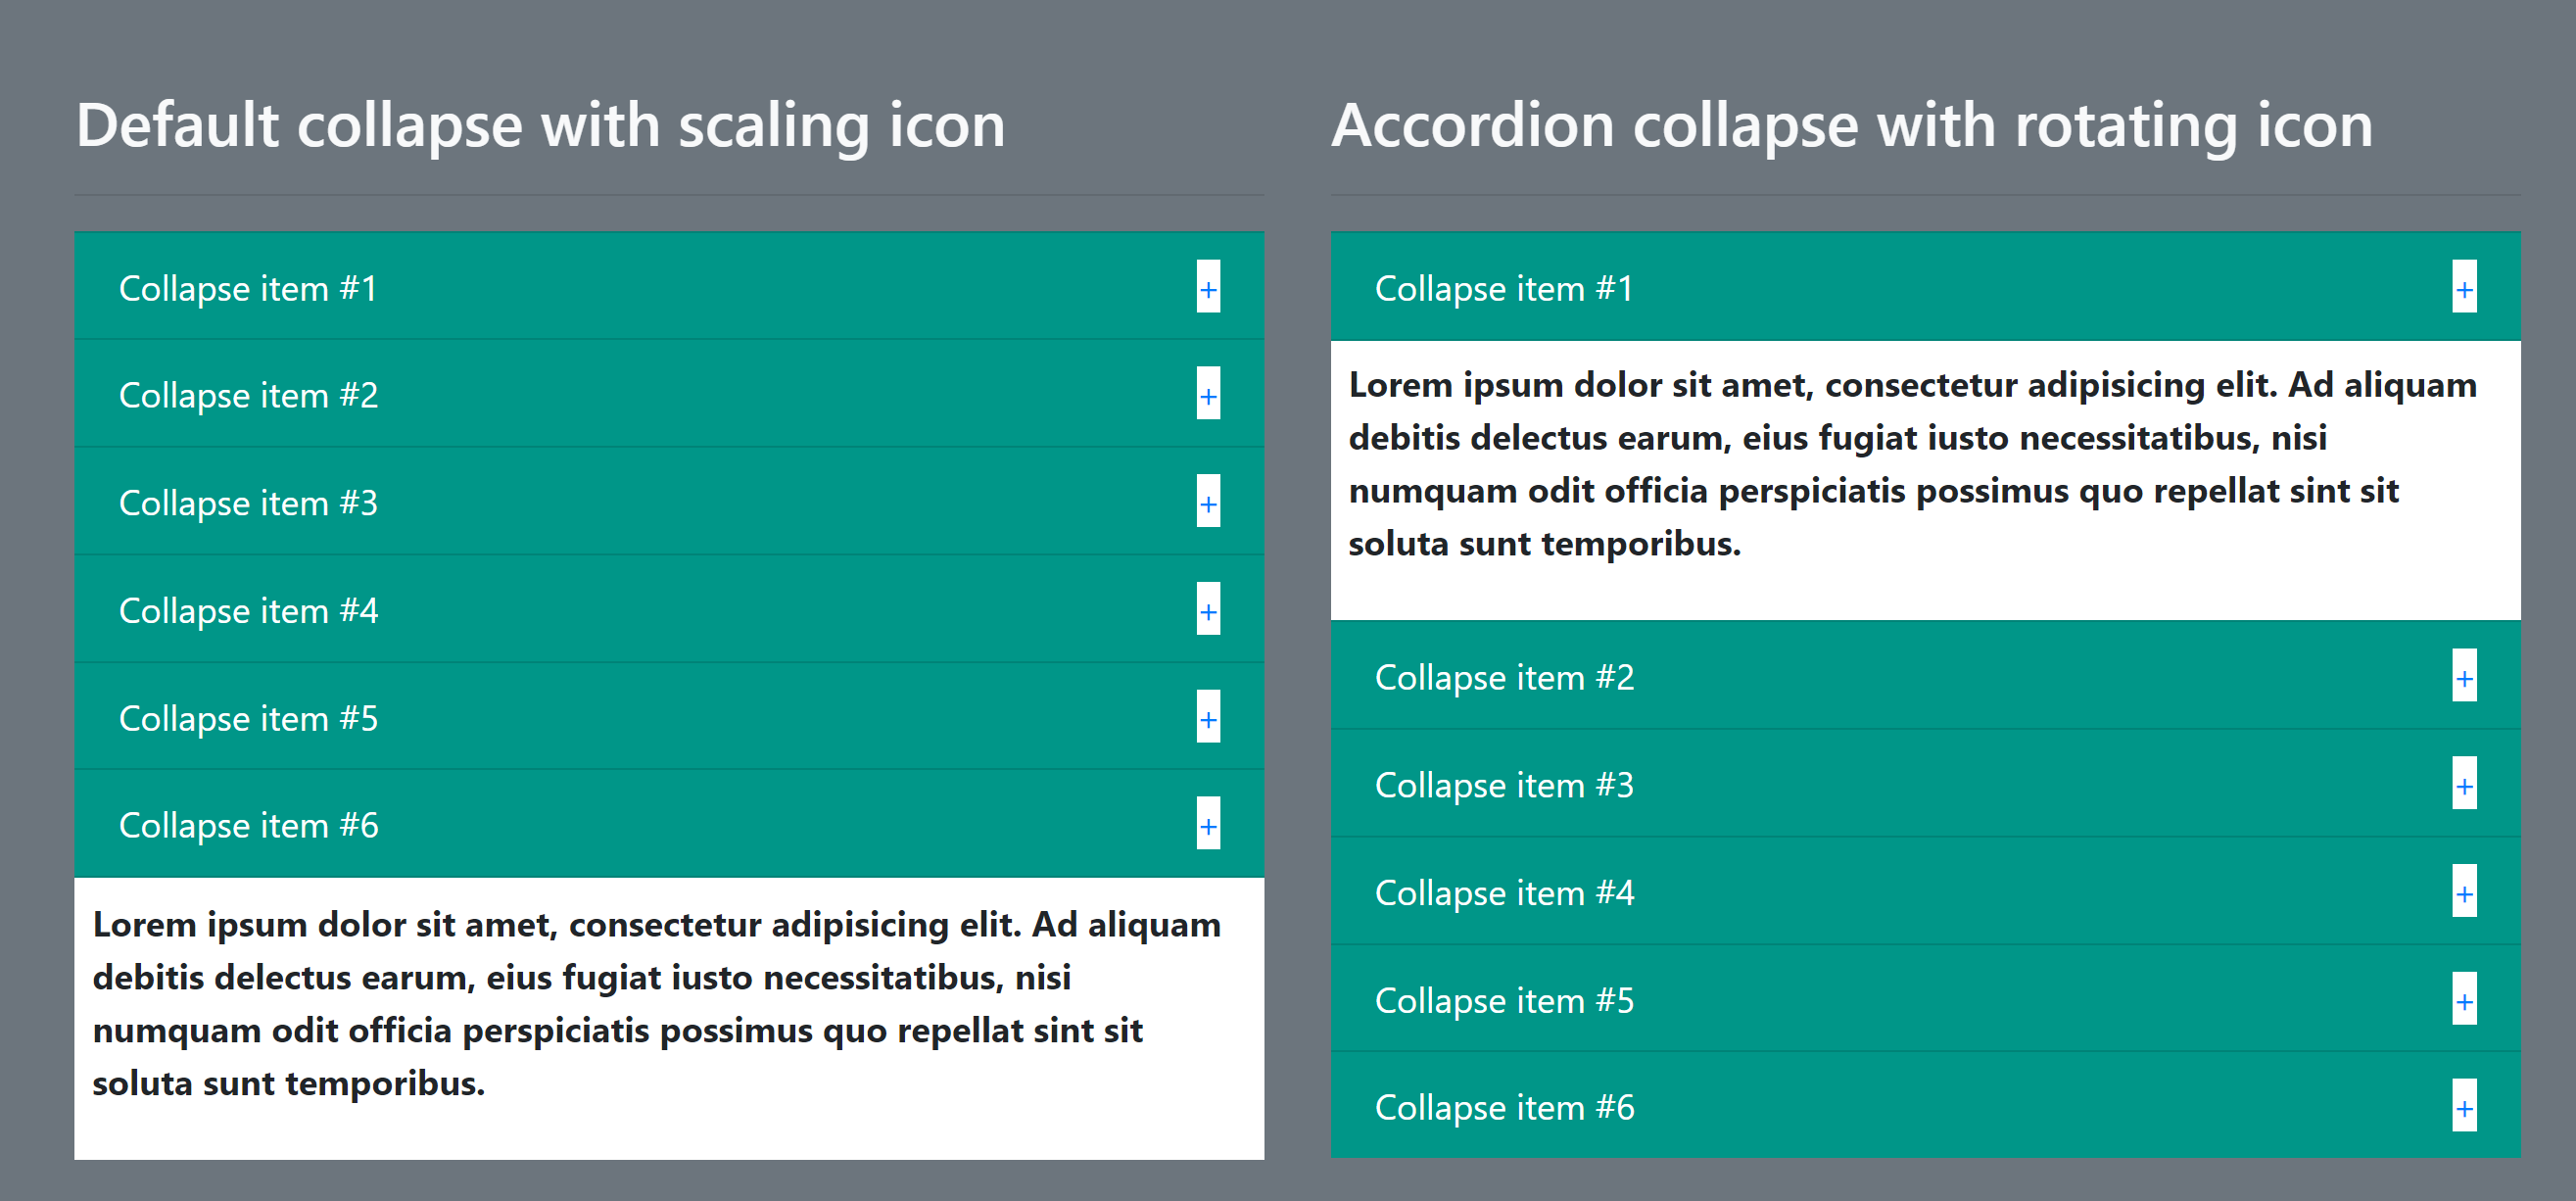 Default collapse with scaling icon
Collapse item #1 +
Collapse item #2 +
Collapse item #3 +
Collapse item #4 +
Collapse item #5 +
Collapse item #6 +
Lorem ipsum dolor sit amet, consectetur adipisicing elit. Ad aliquam
debitis delectus earum, eius fugiat iusto necessitatibus, nisi
numquam odit officia perspiciatis possimus quo repellat sint sit
soluta sunt temporibus.
Accordion collapse with rotating icon
Collapse item #1 +
Lorem ipsum dolor sit amet, consectetur adipisicing elit. Ad aliquam
debitis delectus earum, eius fugiat iusto necessitatibus, nisi
numquam odit officia perspiciatis possimus quo repellat sint sit
soluta sunt temporibus.
Collapse item #2 +
Collapse item #3 +
Collapse item #4 +
Collapse item #5 +
Collapse item #6 +